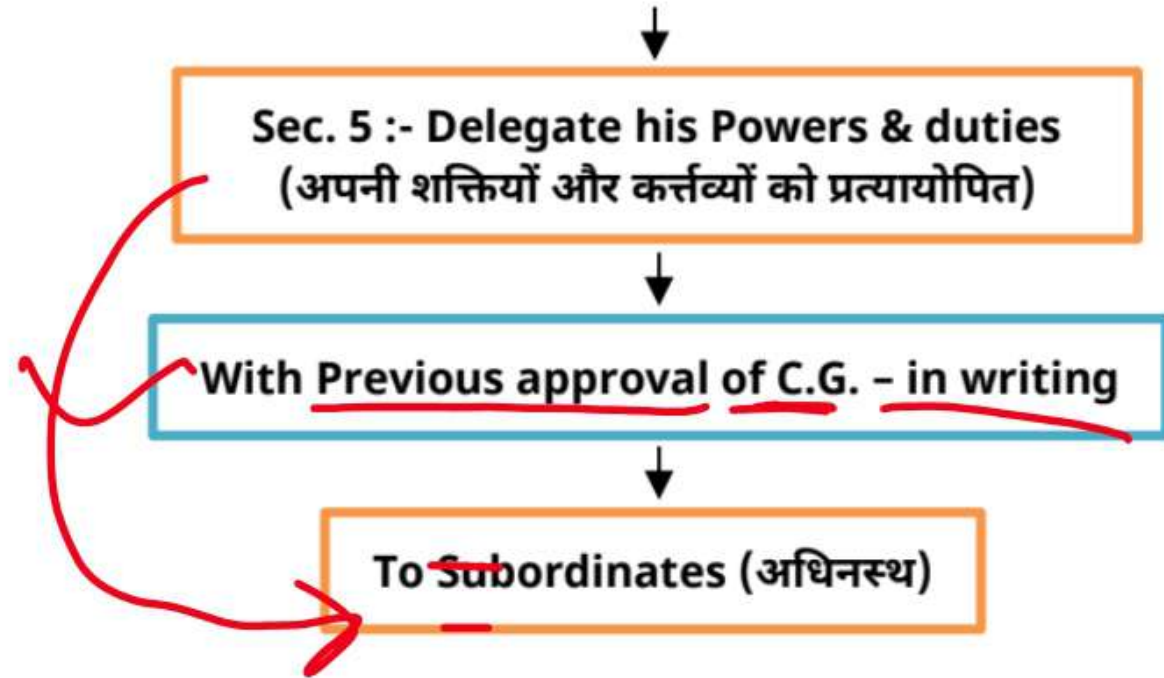 Sec. 5 :- Delegate his Powers & duties
(अपनी शक्तियों और कर्त्तव्यों को प्रत्यायोपित)
With Previous approval of C.G. – in writing
To Subordinates (अधिनस्थ)